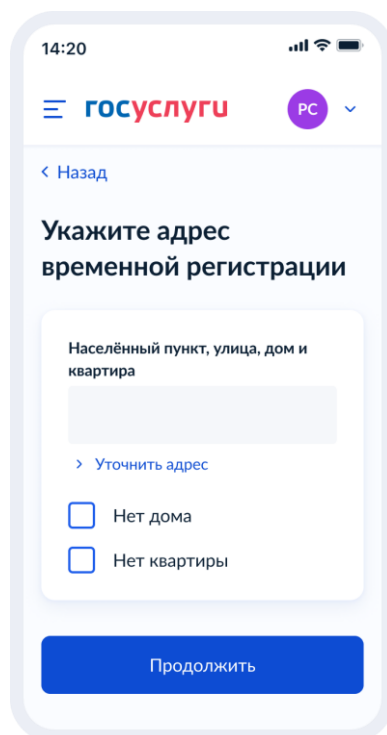 14:20
госуслуги
РС
Назад
Укажите адрес
временной регистрации
Населённый пункт, улица, дом и
квартира
Уточнить адрес
Нет дома
Нет квартиры
Продолжить